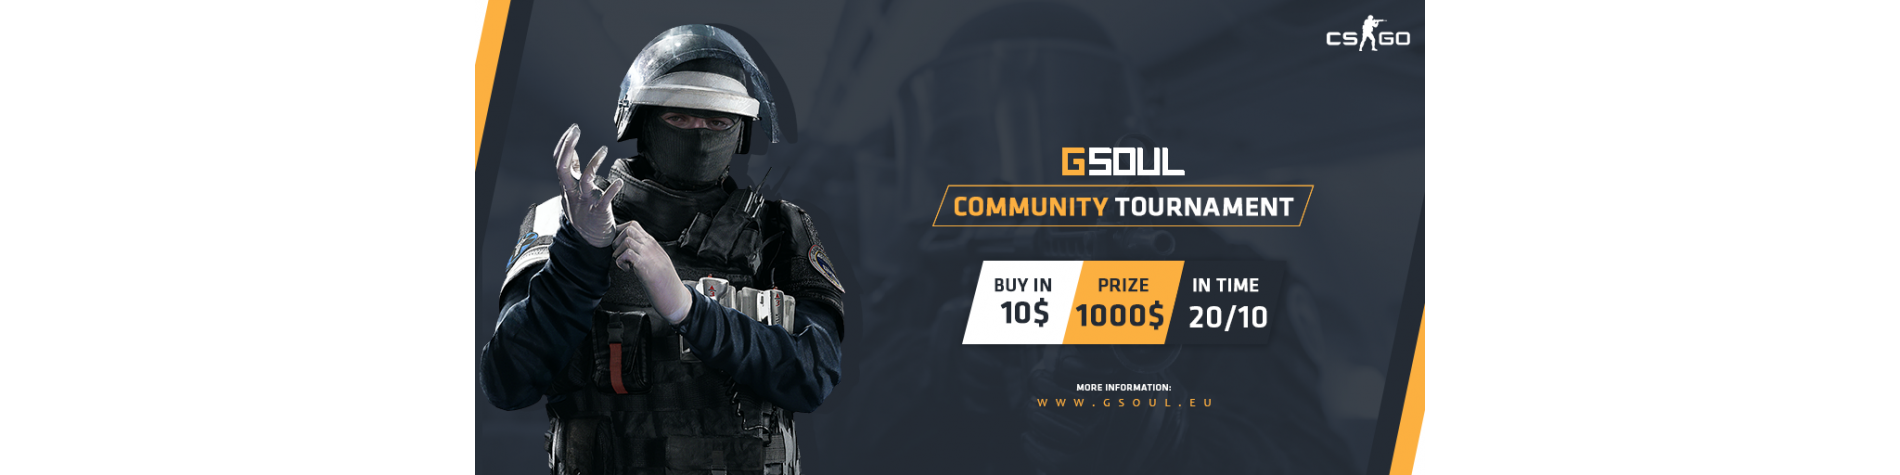 CS GO
GSOUL
COMMUNITY TOURNAMENT
BUY IN
10$
PRIZE
1000$
IN TIME
20/10
MORE INFORMATION:
WWW.GSOUL.EU